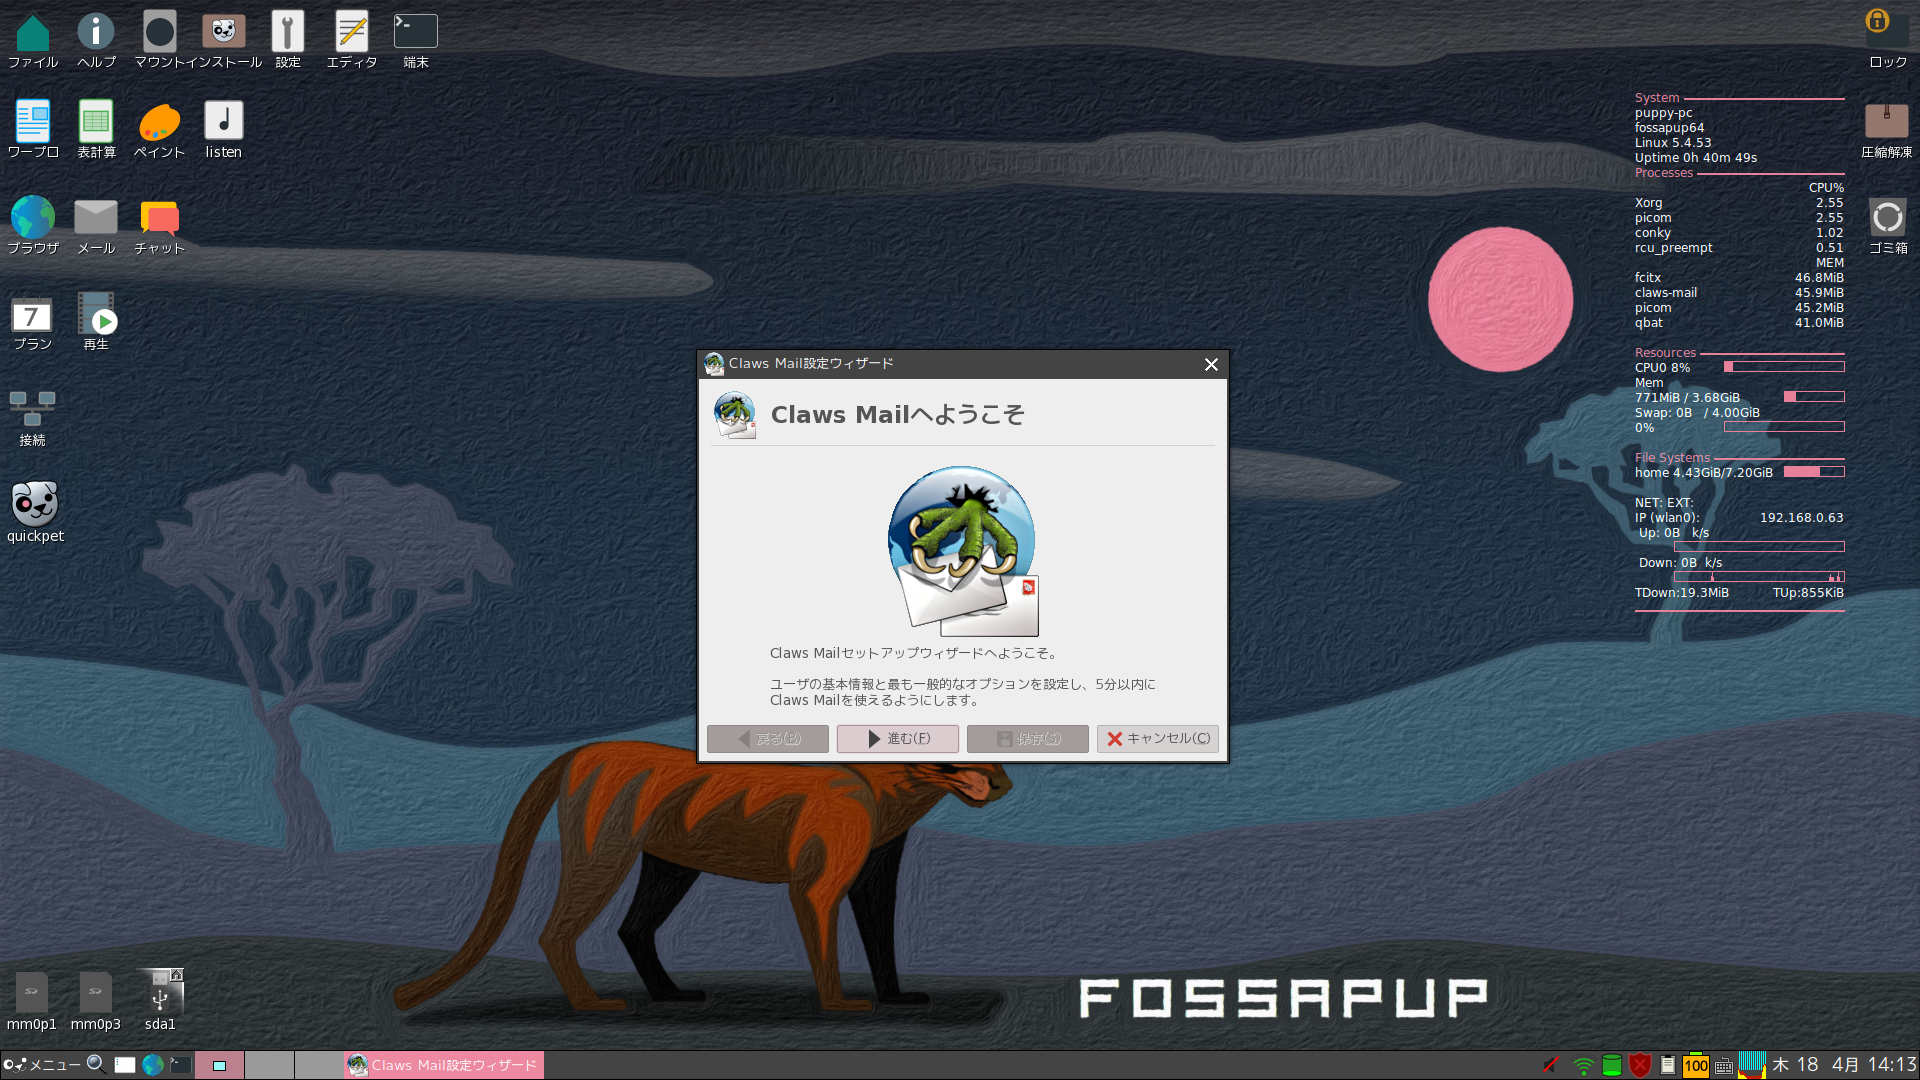 ファイル
ヘルプ
マウント
インストール
設定
エディタ
端末
ロック
ワープロ
表計算
ペイント
listen
圧縮解凍
ブラウザ
メール
チャット
ゴミ箱
7
プラン
再生
接続
quickpet
System
puppy-pc
fossapup64
Linux 5.4.53
Uptime 0h 40m 49s
Processes
CPU%
Xorg 2.55
picom 2.55
conky 1.02
rcu_preempt 0.51
MEM
fcitx 46.8MiB
claws-mail 45.9MiB
picom 45.2MiB
qbat 41.0MiB
Resources
CPU0 8%
Mem
771MiB / 3.68GiB
Swap: 0B / 4.00GiB
0%
File Systems
home 4.43GiB/7.20GiB
NET: EXT:
IP (wlan0): 192.168.0.63
Up: 0B k/s
Down: 0B k/s
TDown:19.3MiB TUp:855KiB
Claws Mail設定ウィザード
Claws Mailへようこそ
Claws Mailセットアップウィザードへようこそ。
ユーザの基本情報と最も一般的なオプションを設定し、5分以内に
Claws Mailを使えるようにします。
戻る(B)
進む(F)
保存(S)
キャンセル(C)
FOSSAPUP
mm0p1
mm0p3
sda1
メニュー
Claws Mail設定ウィザード
100
木 18 4月 14:13